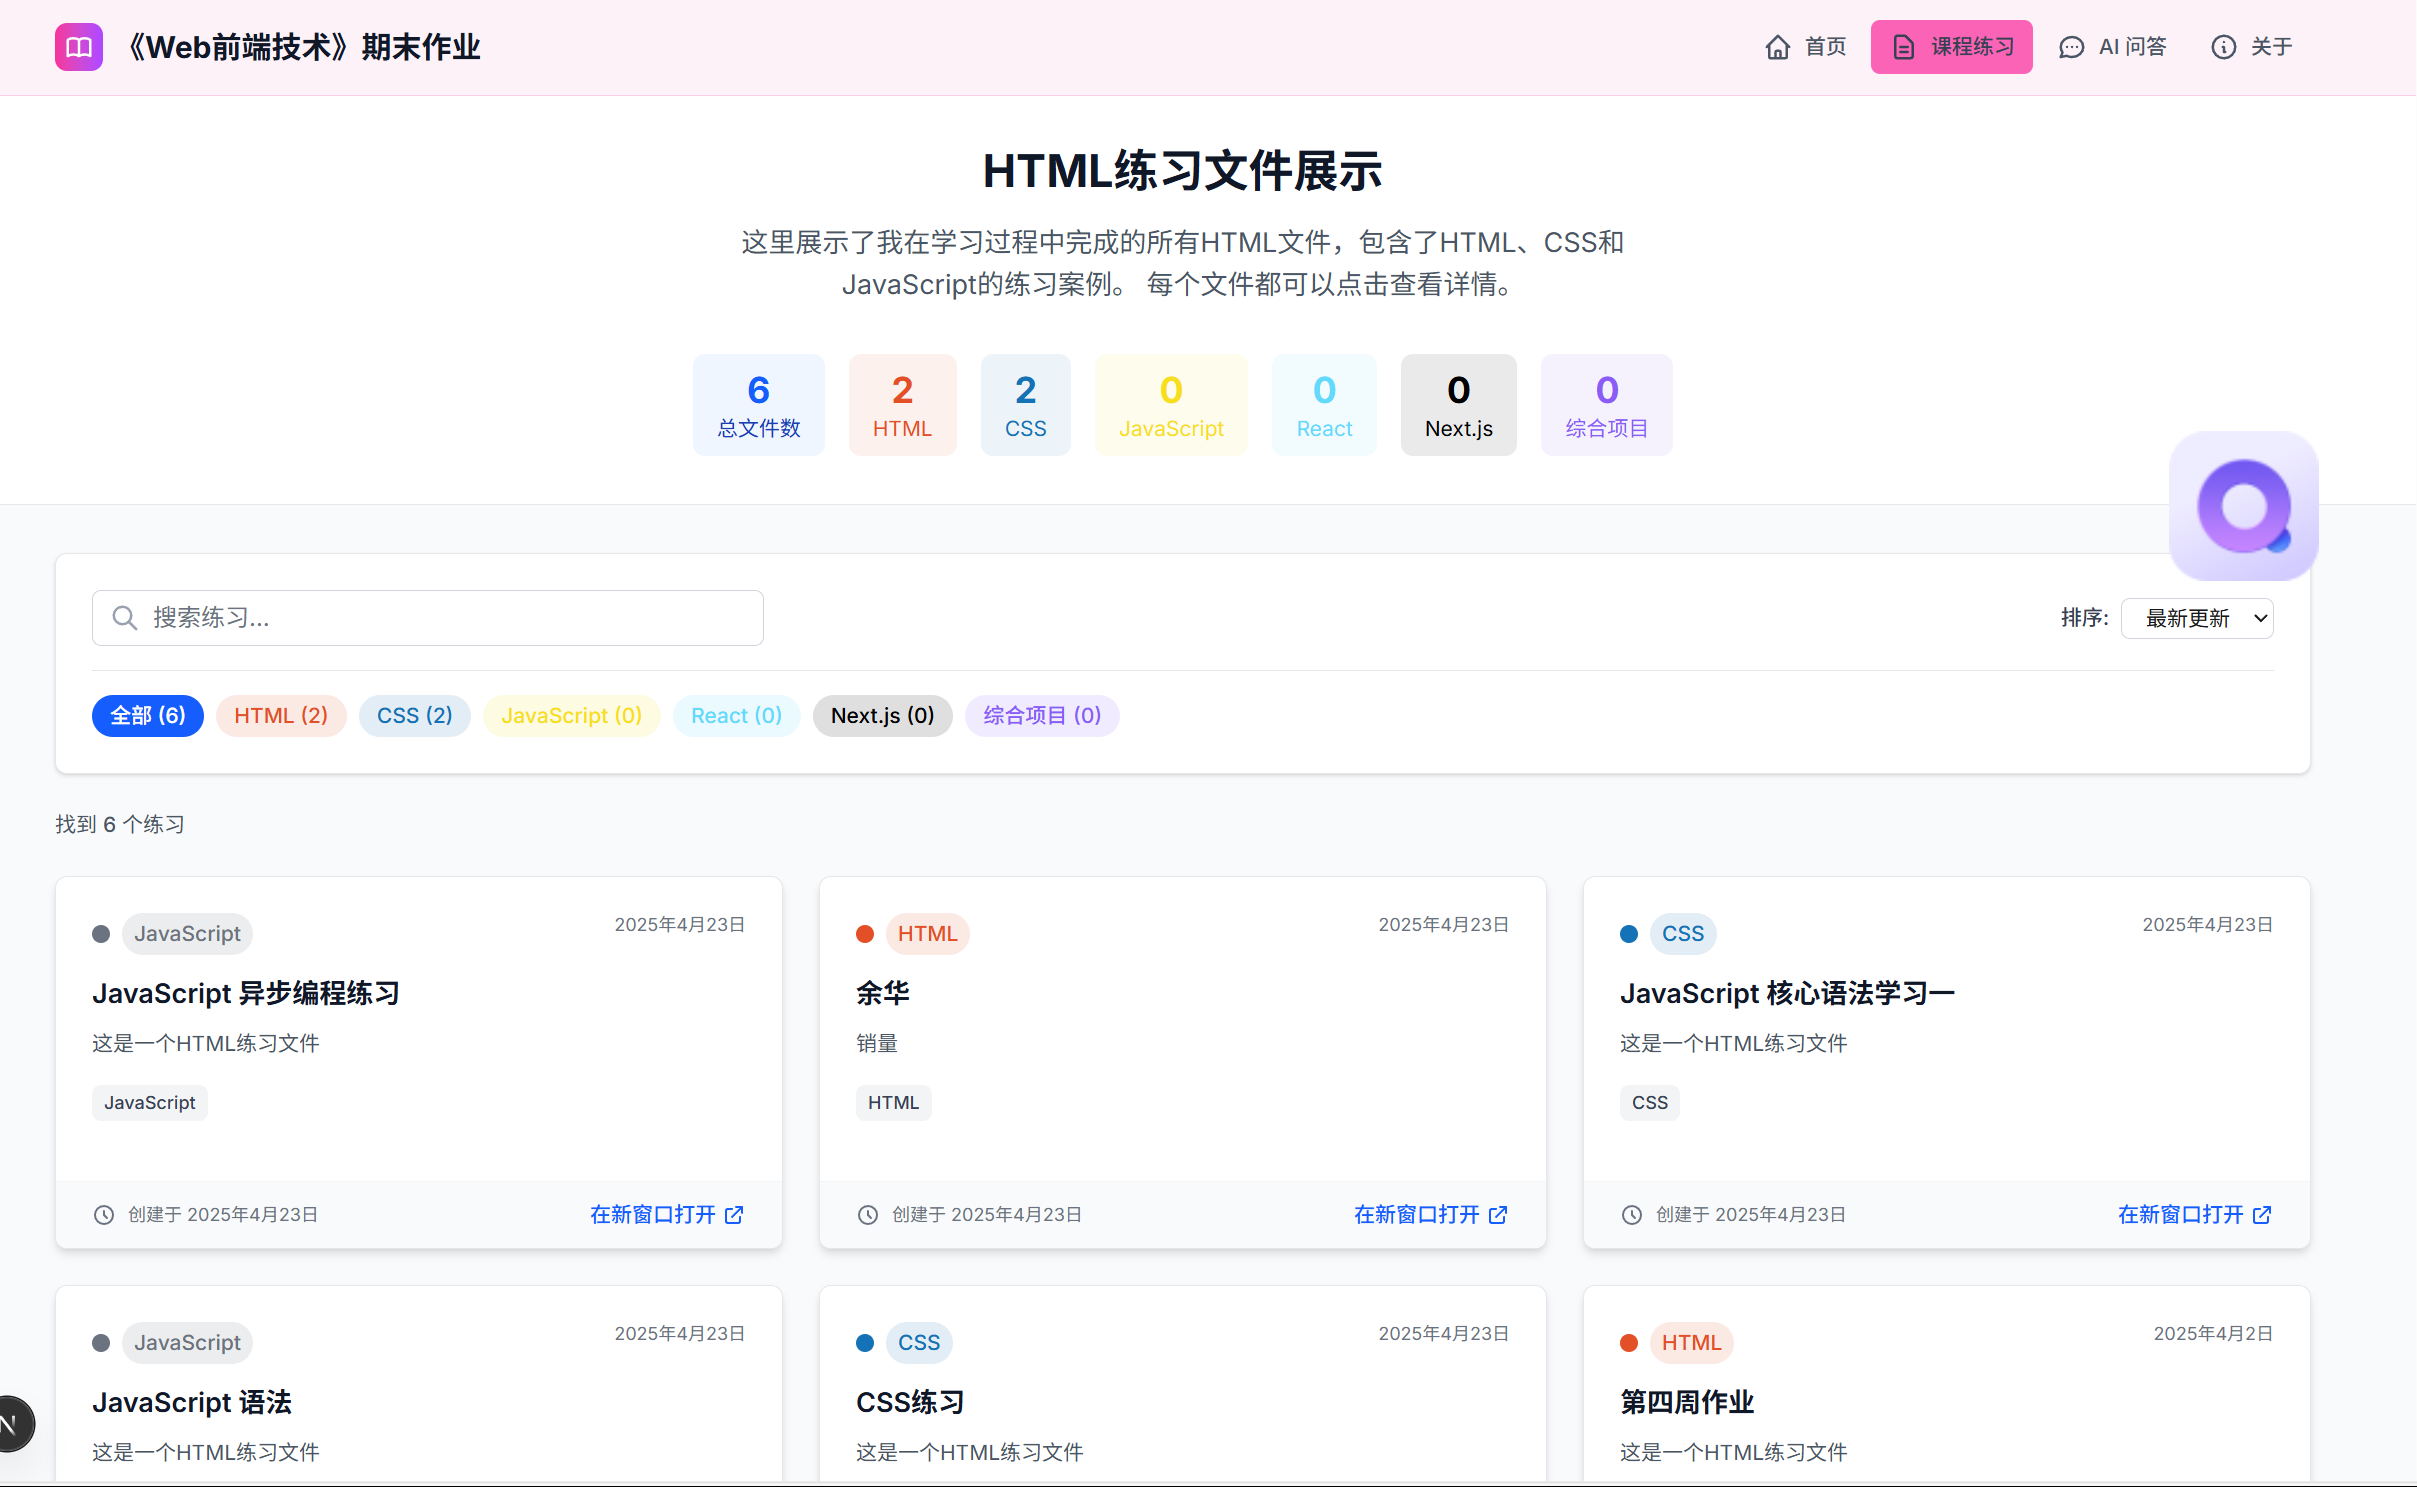 《Web前端技术》期末作业
首页
课程练习
AI 问答
关于
HTML练习文件展示
这里展示了我在学习过程中完成的所有HTML文件，包含了HTML、CSS和
JavaScript的练习案例。 每个文件都可以点击查看详情。
6
总文件数
2
HTML
2
CSS
0
JavaScript
0
React
0
Next.js
0
综合项目
搜索练习...
排序:
最新更新
全部 (6)
HTML (2)
CSS (2)
JavaScript (0)
React (0)
Next.js (0)
综合项目 (0)
找到 6 个练习
JavaScript
2025年4月23日
JavaScript 异步编程练习
这是一个HTML练习文件
JavaScript
创建于 2025年4月23日
在新窗口打开
HTML
2025年4月23日
余华
销量
HTML
创建于 2025年4月23日
在新窗口打开
CSS
2025年4月23日
JavaScript 核心语法学习一
这是一个HTML练习文件
CSS
创建于 2025年4月23日
在新窗口打开
JavaScript
2025年4月23日
JavaScript 语法
这是一个HTML练习文件
CSS
2025年4月23日
CSS练习
这是一个HTML练习文件
HTML
2025年4月2日
第四周作业
这是一个HTML练习文件
N